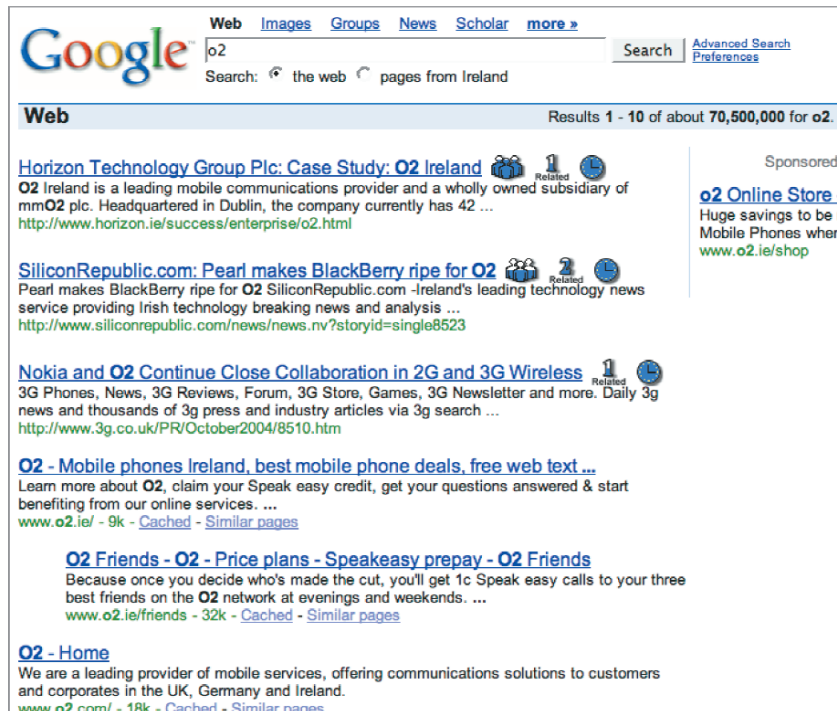 Web Images Groups News Scholar more »
Google™
o2
Search
Advanced Search
Preferences
Search: the web pages from Ireland
Web Results 1 - 10 of about 70,500,000 for o2.
Horizon Technology Group Plc: Case Study: O2 Ireland 1 Related
O2 Ireland is a leading mobile communications provider and a wholly owned subsidiary of
mmO2 plc. Headquartered in Dublin, the company currently has 42 ...
http://www.horizon.ie/success/enterprise/o2.html
SiliconRepublic.com: Pearl makes BlackBerry ripe for O2 2 Related
Pearl makes BlackBerry ripe for O2 SiliconRepublic.com -Ireland's leading technology news
service providing Irish technology breaking news and analysis ...
http://www.siliconrepublic.com/news/news.nv?storyid=single8523
Nokia and O2 Continue Close Collaboration in 2G and 3G Wireless 1 Related
3G Phones, News, 3G Reviews, Forum, 3G Store, Games, 3G Newsletter and more. Daily 3g
news and thousands of 3g press and industry articles via 3g search ...
http://www.3g.co.uk/PR/October2004/8510.htm
O2 - Mobile phones Ireland, best mobile phone deals, free web text ...
Learn more about O2, claim your Speak easy credit, get your questions answered & start
benefiting from our online services. ...
www.o2.ie/ - 9k - Cached - Similar pages
O2 Friends - O2 - Price plans - Speakeasy prepay - O2 Friends
Because once you decide who's made the cut, you'll get 1c Speak easy calls to your three
best friends on the O2 network at evenings and weekends. ...
www.o2.ie/friends - 32k - Cached - Similar pages
O2 - Home
We are a leading provider of mobile services, offering communications solutions to customers
and corporates in the UK, Germany and Ireland.
www.o2.com/ - 18k - Cached - Similar pages
Sponsored
o2 Online Store
Huge savings to be
Mobile Phones wher
www.o2.ie/shop